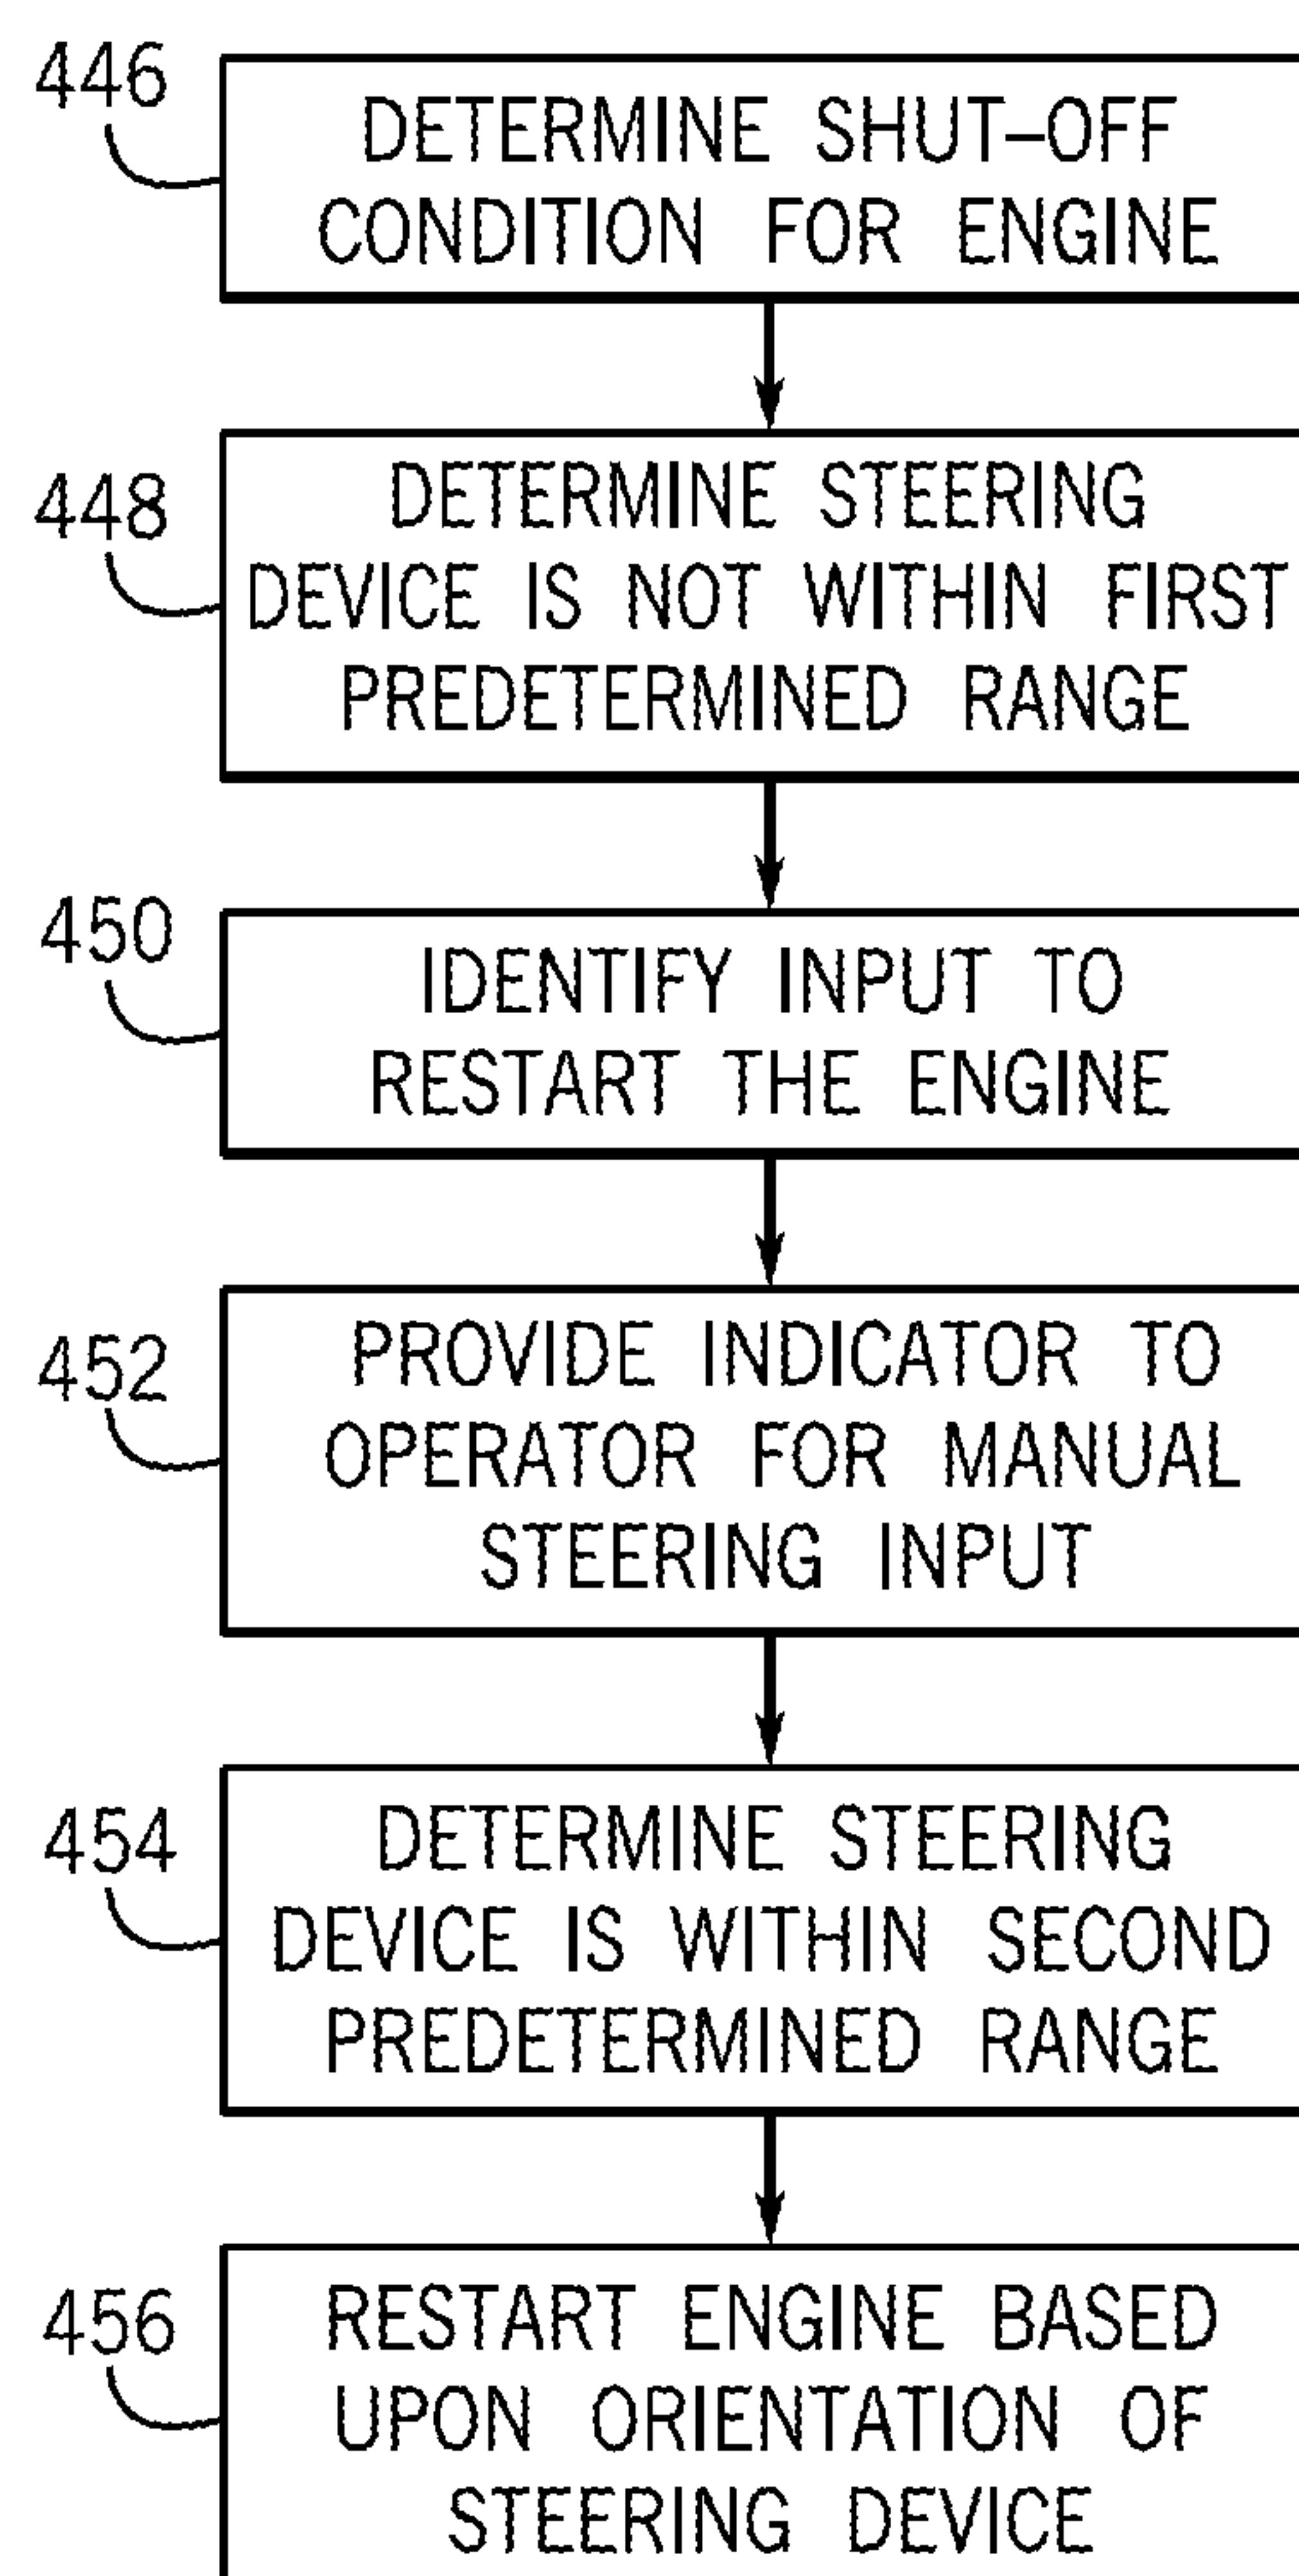 446
DETERMINE SHUT-OFF
CONDITION FOR ENGINE
448
DETERMINE STEERING
DEVICE IS NOT WITHIN FIRST
PREDETERMINED RANGE
450
IDENTIFY INPUT TO
RESTART THE ENGINE
452
PROVIDE INDICATOR TO
OPERATOR FOR MANUAL
STEERING INPUT
454
DETERMINE STEERING
DEVICE IS WITHIN SECOND
PREDETERMINED RANGE
456
RESTART ENGINE BASED
UPON ORIENTATION OF
STEERING DEVICE